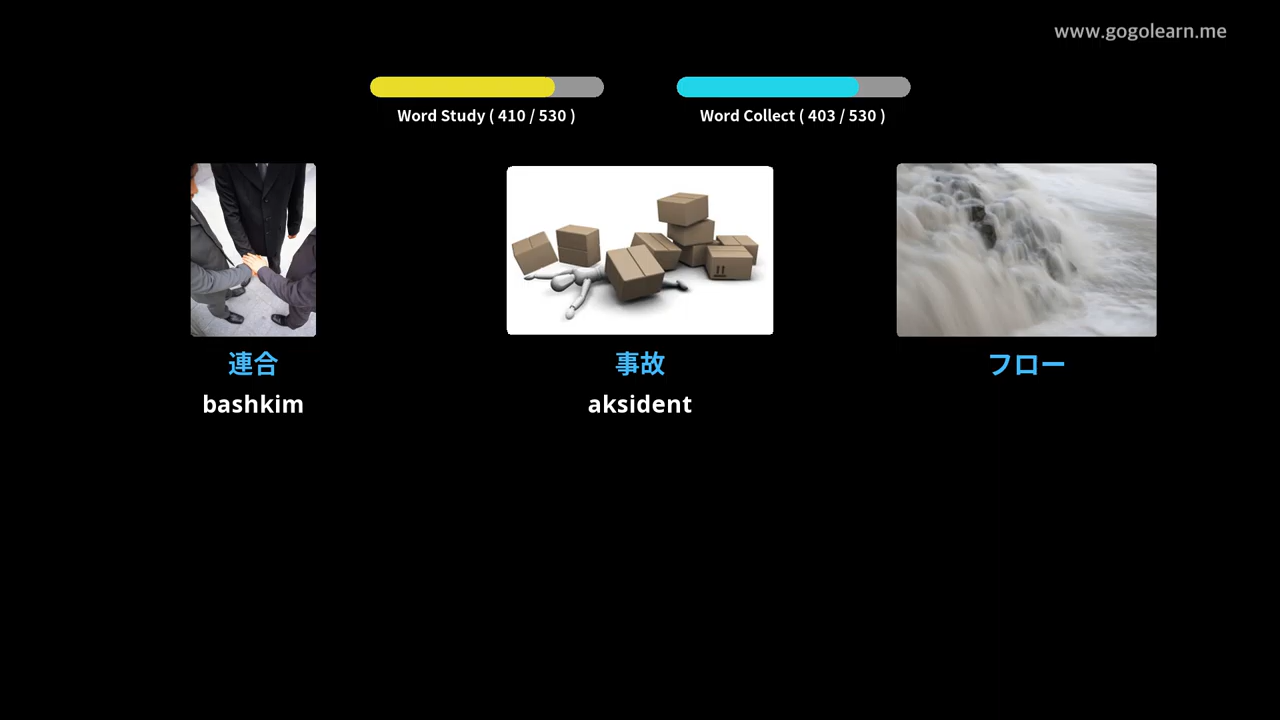 www.gogolearn.me
Word Study ( 410 / 530 )
Word Collect ( 403 / 530 )
連合
事故
フロー
bashkim
aksident